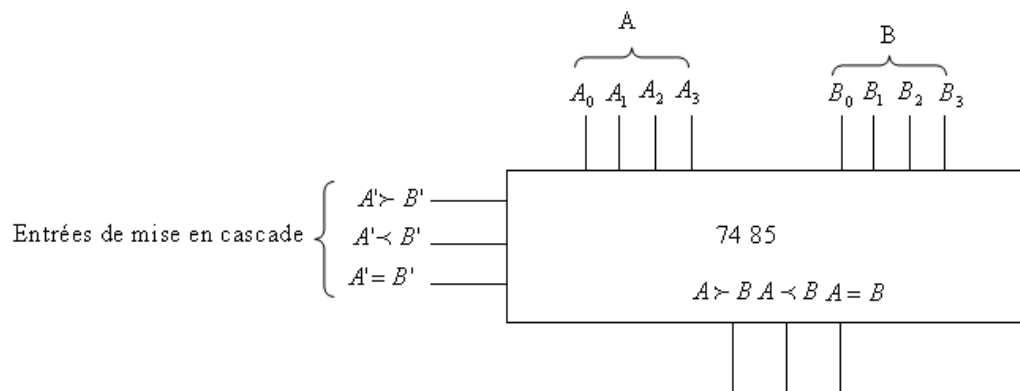 A
B
A₀ A₁ A₂ A₃
B₀ B₁ B₂ B₃
Entrées de mise en cascade
A'≻ B'
A'≺ B'
A'= B'
74 85
A≻ B A≺ B A= B